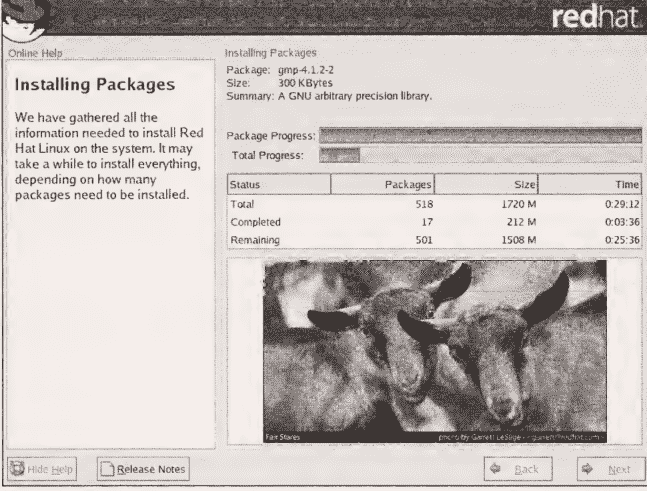 redhat.
Online Help
Installing Packages
We have gathered all the
information needed to install Red
Hat Linux on the system. It may
take a while to install everything,
depending on how many
packages need to be installed.
Installing Packages
Package: gmp-4.1.2-2
Size: 300 KBytes
Summary: A GNU arbitrary precision library.
Package Progress:
Total Progress:
Status Packages Size Time
Total 518 1720 M 0:29:12
Completed 17 212 M 0:03:36
Remaining 501 1508 M 0:25:36
Fair Stares photo by Garrett LeSage -
Hide Help Release Notes Back Next